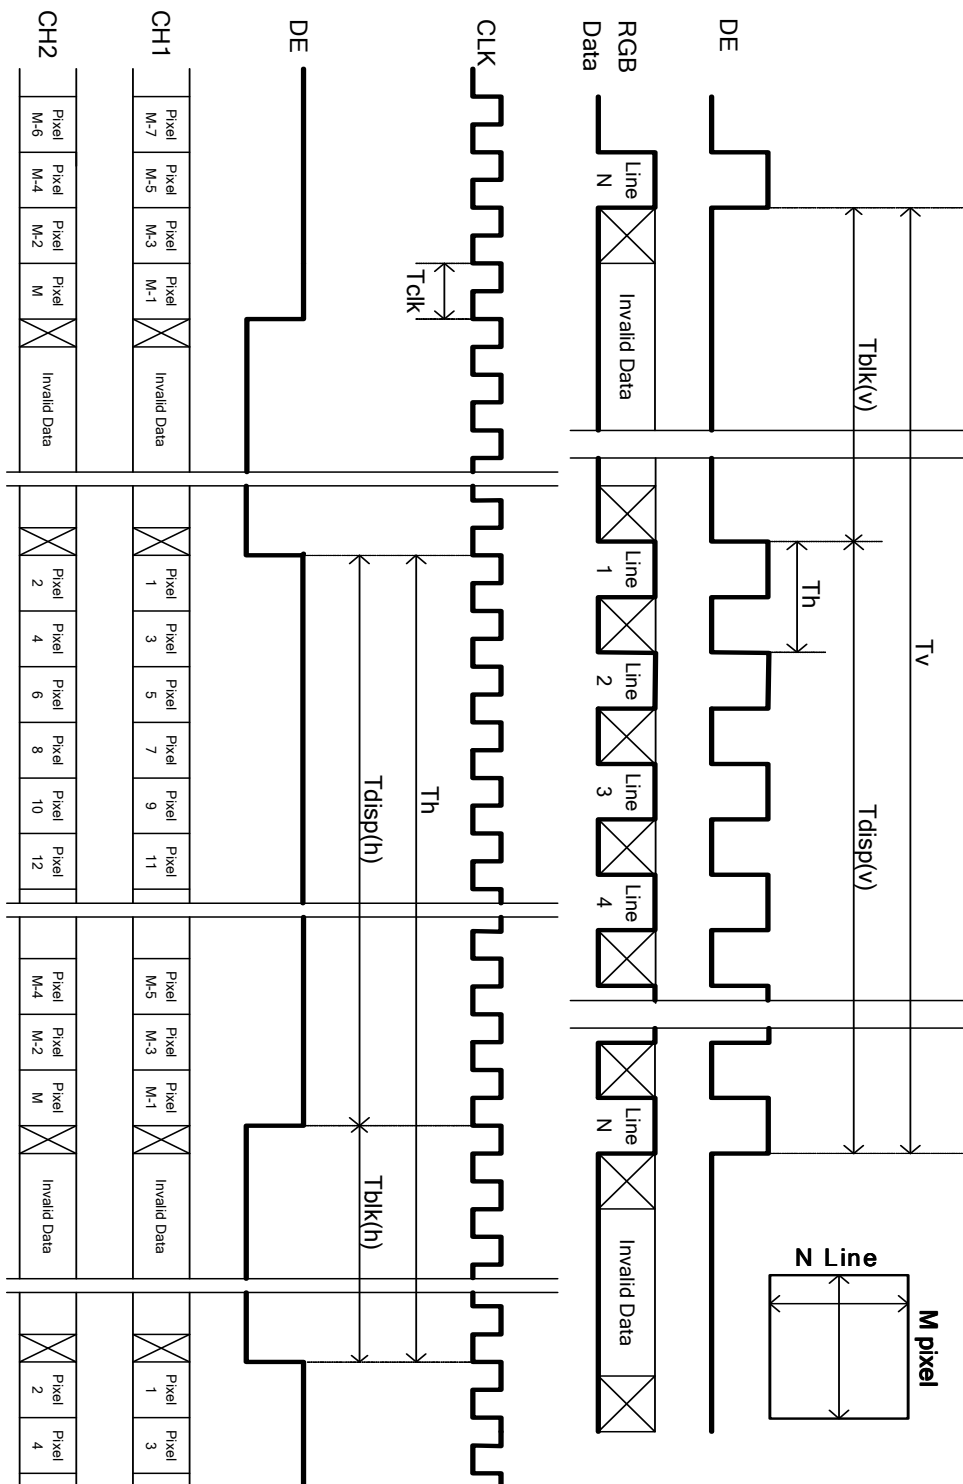 Tv
Tblk(v)
Tdisp(v)
Th
DE
RGB
Data
Line
N
Invalid Data
Line
1
Line
2
Line
3
Line
4
Line
N
Invalid Data
M pixel
N Line
CLK
Tclk
Th
Tdisp(h)
Tblk(h)
DE
CH1
Pixel
M-7
Pixel
M-5
Pixel
M-3
Pixel
M-1
Invalid Data
Pixel
1
Pixel
3
Pixel
5
Pixel
7
Pixel
9
Pixel
11
Pixel
M-5
Pixel
M-3
Pixel
M-1
Invalid Data
Pixel
1
Pixel
3
CH2
Pixel
M-6
Pixel
M-4
Pixel
M-2
Pixel
M
Invalid Data
Pixel
2
Pixel
4
Pixel
6
Pixel
8
Pixel
10
Pixel
12
Pixel
M-4
Pixel
M-2
Pixel
M
Invalid Data
Pixel
2
Pixel
4